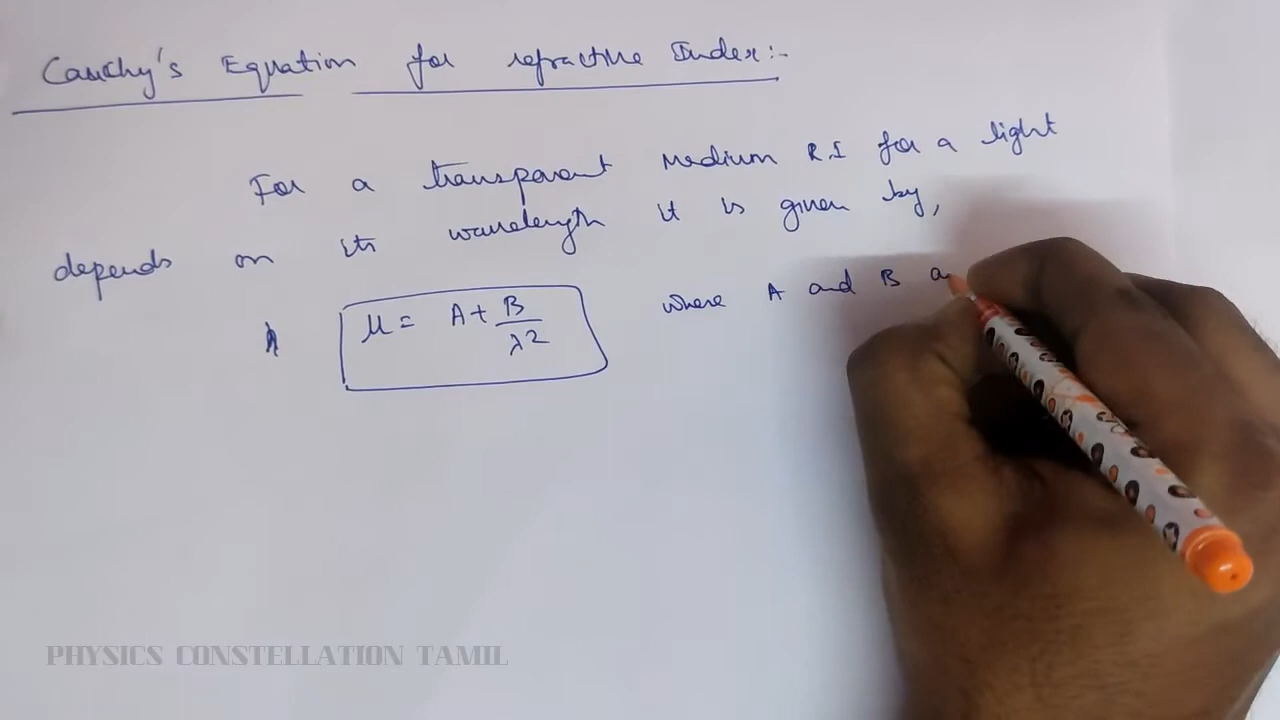 Cauchy's Equation for refractive Index:-
For a transparent Medium R.I for a light
depends on its wavelength it is given by,
μ = A + B/λ2 where A and B a
PHYSICS CONSTELLATION TAMIL